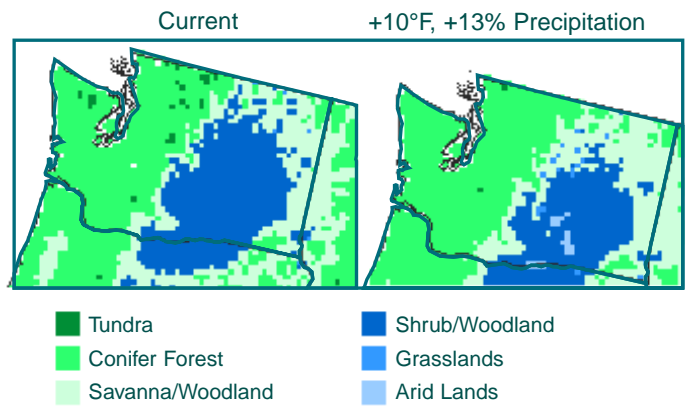 Current
+10°F, +13% Precipitation
Tundra
Conifer Forest
Savanna/Woodland
Shrub/Woodland
Grasslands
Arid Lands